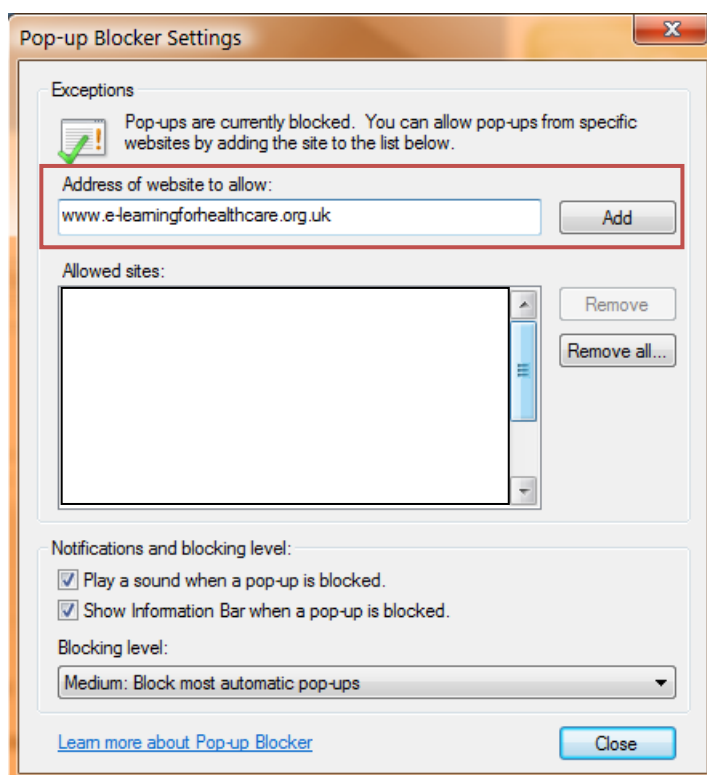 Pop-up Blocker Settings
x
Exceptions
Pop-ups are currently blocked. You can allow pop-ups from specific
websites by adding the site to the list below.
Address of website to allow:
www.e-learningforhealthcare.org.uk
Add
Allowed sites:
Remove
Remove all...
Notifications and blocking level:
Play a sound when a pop-up is blocked.
Show Information Bar when a pop-up is blocked.
Blocking level:
Medium: Block most automatic pop-ups
Learn more about Pop-up Blocker
Close